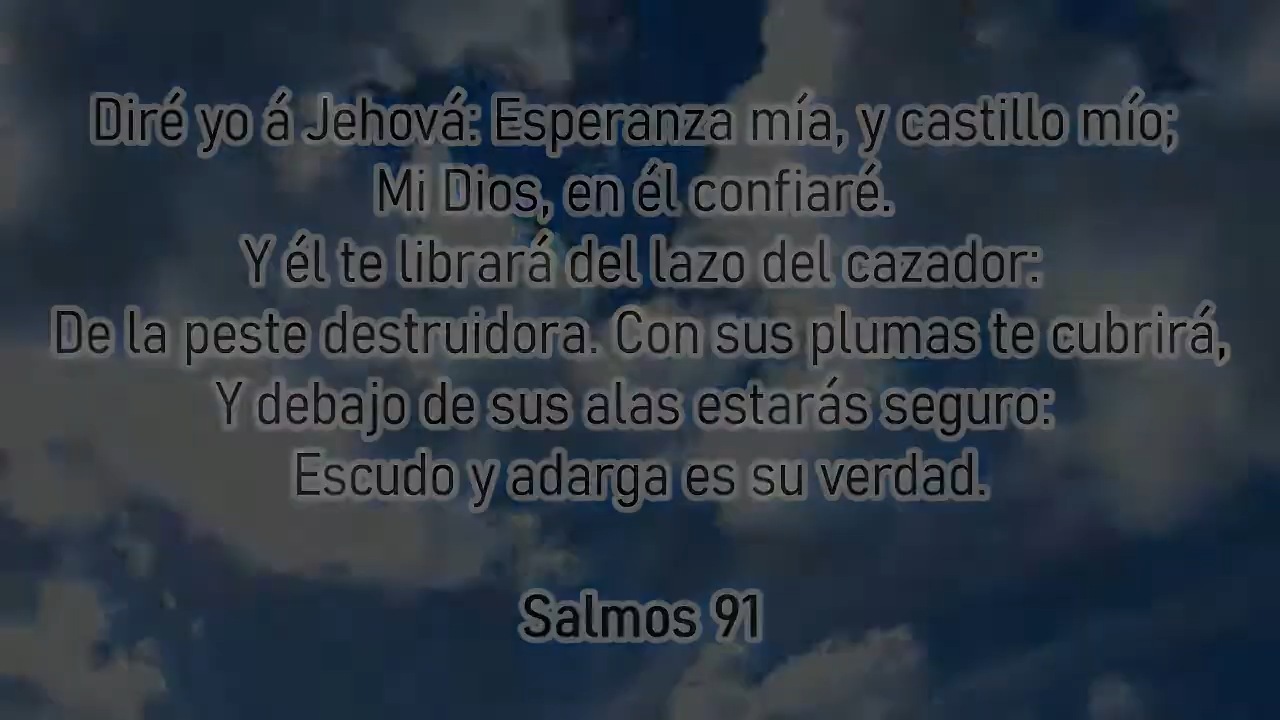 Diré yo á Jehová: Esperanza mía, y castillo mío;
Mi Dios, en él confiaré.
Y él te librará del lazo del cazador:
De la peste destruidora. Con sus plumas te cubrirá,
Y debajo de sus alas estarás seguro:
Escudo y adarga es su verdad.
Salmos 91